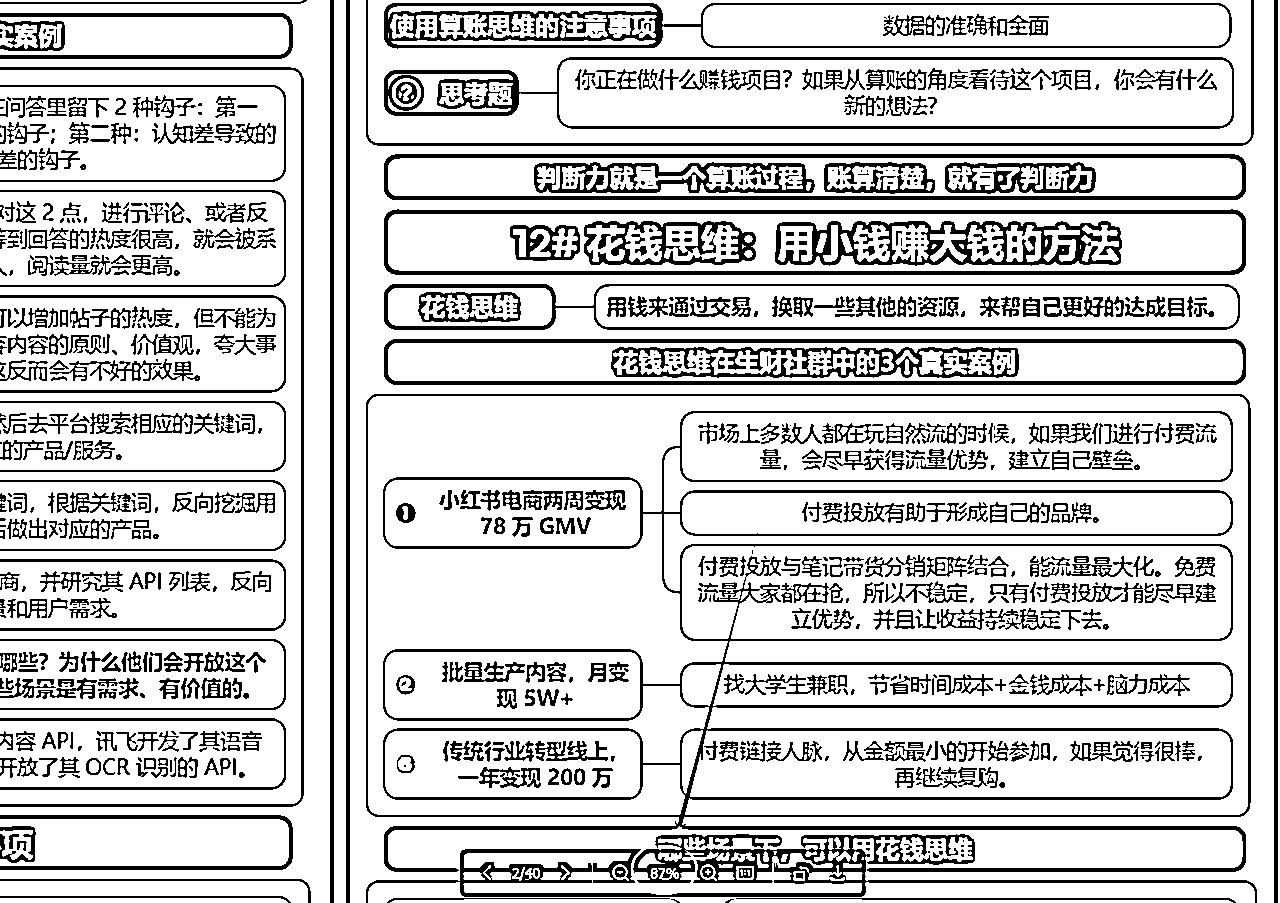 实案例
问答里留下 2 种钩子：第一
的钩子；第二种：认知差导致的
差的钩子。
对这 2 点，进行评论、或者反
等到回答的热度很高，就会被系
人，阅读量就会更高。
可以增加帖子的热度，但不能为
容内容的原则、价值观，夸大事
这反而会有不好的效果。
然后去平台搜索相应的关键词，
的产品/服务。
建词，根据关键词，反向挖掘用
后做出对应的产品。
商，并研究其 API 列表，反向
和用户需求。
哪些？为什么他们会开放这个
些场景是有需求、有价值的。
内容 API，讯飞开发了其语音
开放了其 OCR 识别的 API。
项
使用算账思维的注意事项
数据的准确和全面
思考题
你正在做什么赚钱项目？如果从算账的角度看待这个项目，你会有什么
新的想法？
判断力就是一个算账过程，账算清楚，就有了判断力
12# 花钱思维：用小钱赚大钱的方法
花钱思维
用钱来通过交易，换取一些其他的资源，来帮自己更好的达成目标。
花钱思维在生财社群中的3个真实案例
❶ 小红书电商两周变现
78 万 GMV
市场上多数人都在玩自然流的时候，如果我们进行付费流
量，会尽早获得流量优势，建立自己壁垒。
付费投放有助于形成自己的品牌。
付费投放与笔记带货分销矩阵结合，能流量最大化。免费
流量大家都在抢，所以不稳定，只有付费投放才能尽早建
立优势，并且让收益持续稳定下去。
❷ 批量生产内容，月变
现 5W+
找大学生兼职，节省时间成本+金钱成本+脑力成本
传统行业转型线上，
一年变现 200 万
付费链接人脉，从金额最小的开始参加，如果觉得很棒，
再继续复购。
哪些场景下，可以用花钱思维
2/40 87%